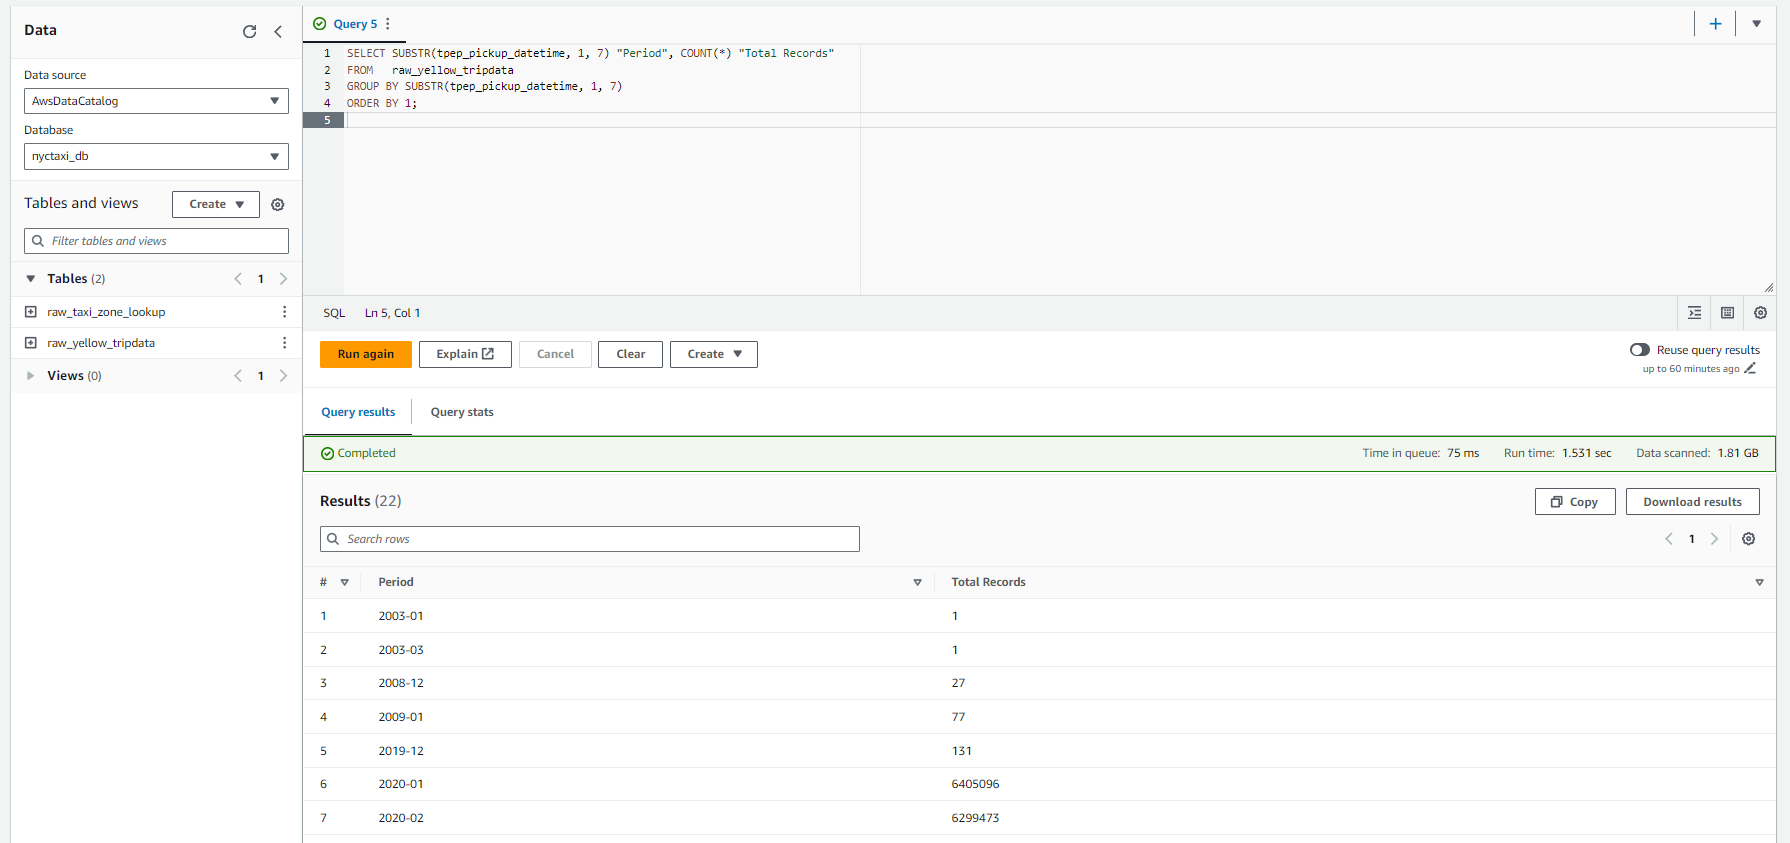 Data
Data source
AwsDataCatalog
Database
nyctaxi_db
Tables and views
Create
Filter tables and views
Tables (2)
1
raw_taxi_zone_lookup
raw_yellow_tripdata
Views (0)
1
Query 5
1 SELECT SUBSTR(tpep_pickup_datetime, 1, 7) "Period", COUNT(*) "Total Records"
2 FROM raw_yellow_tripdata
3 GROUP BY SUBSTR(tpep_pickup_datetime, 1, 7)
4 ORDER BY 1;
5
SQL Ln 5, Col 1
Run again Explain Cancel Clear Create
Reuse query results
up to 60 minutes ago
Query results Query stats
Completed Time in queue: 75 ms Run time: 1.531 sec Data scanned: 1.81 GB
Results (22) Copy Download results
Search rows
1
# Period Total Records
1 2003-01 1
2 2003-03 1
3 2008-12 27
4 2009-01 77
5 2019-12 131
6 2020-01 6405096
7 2020-02 6299473